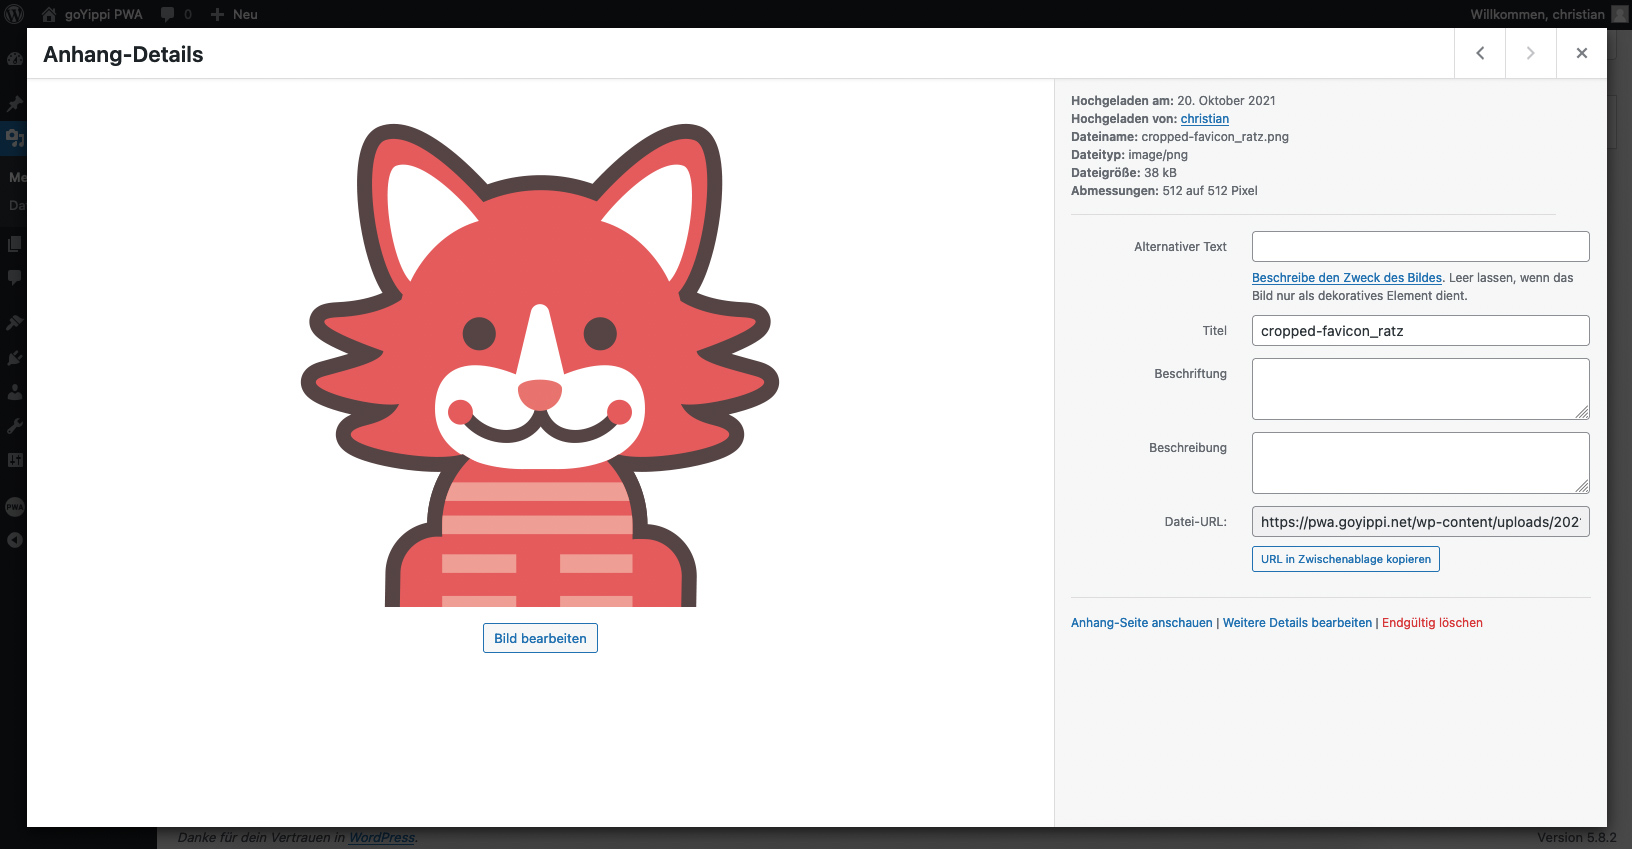 goYippi PWA 0 Neu Willkommen, christian
Anhang-Details
Me
Da
PWA
Hochgeladen am: 20. Oktober 2021
Hochgeladen von: christian
Dateiname: cropped-favicon_ratz.png
Dateityp: image/png
Dateigröße: 38 kB
Abmessungen: 512 auf 512 Pixel
Alternativer Text
Beschreibe den Zweck des Bildes. Leer lassen, wenn das
Bild nur als dekoratives Element dient.
Titel cropped-favicon_ratz
Beschriftung
Beschreibung
Datei-URL: https://pwa.goyippi.net/wp-content/uploads/202
URL in Zwischenablage kopieren
Anhang-Seite anschauen | Weitere Details bearbeiten | Endgültig löschen
Bild bearbeiten
Danke für dein Vertrauen in WordPress. Version 5.8.2